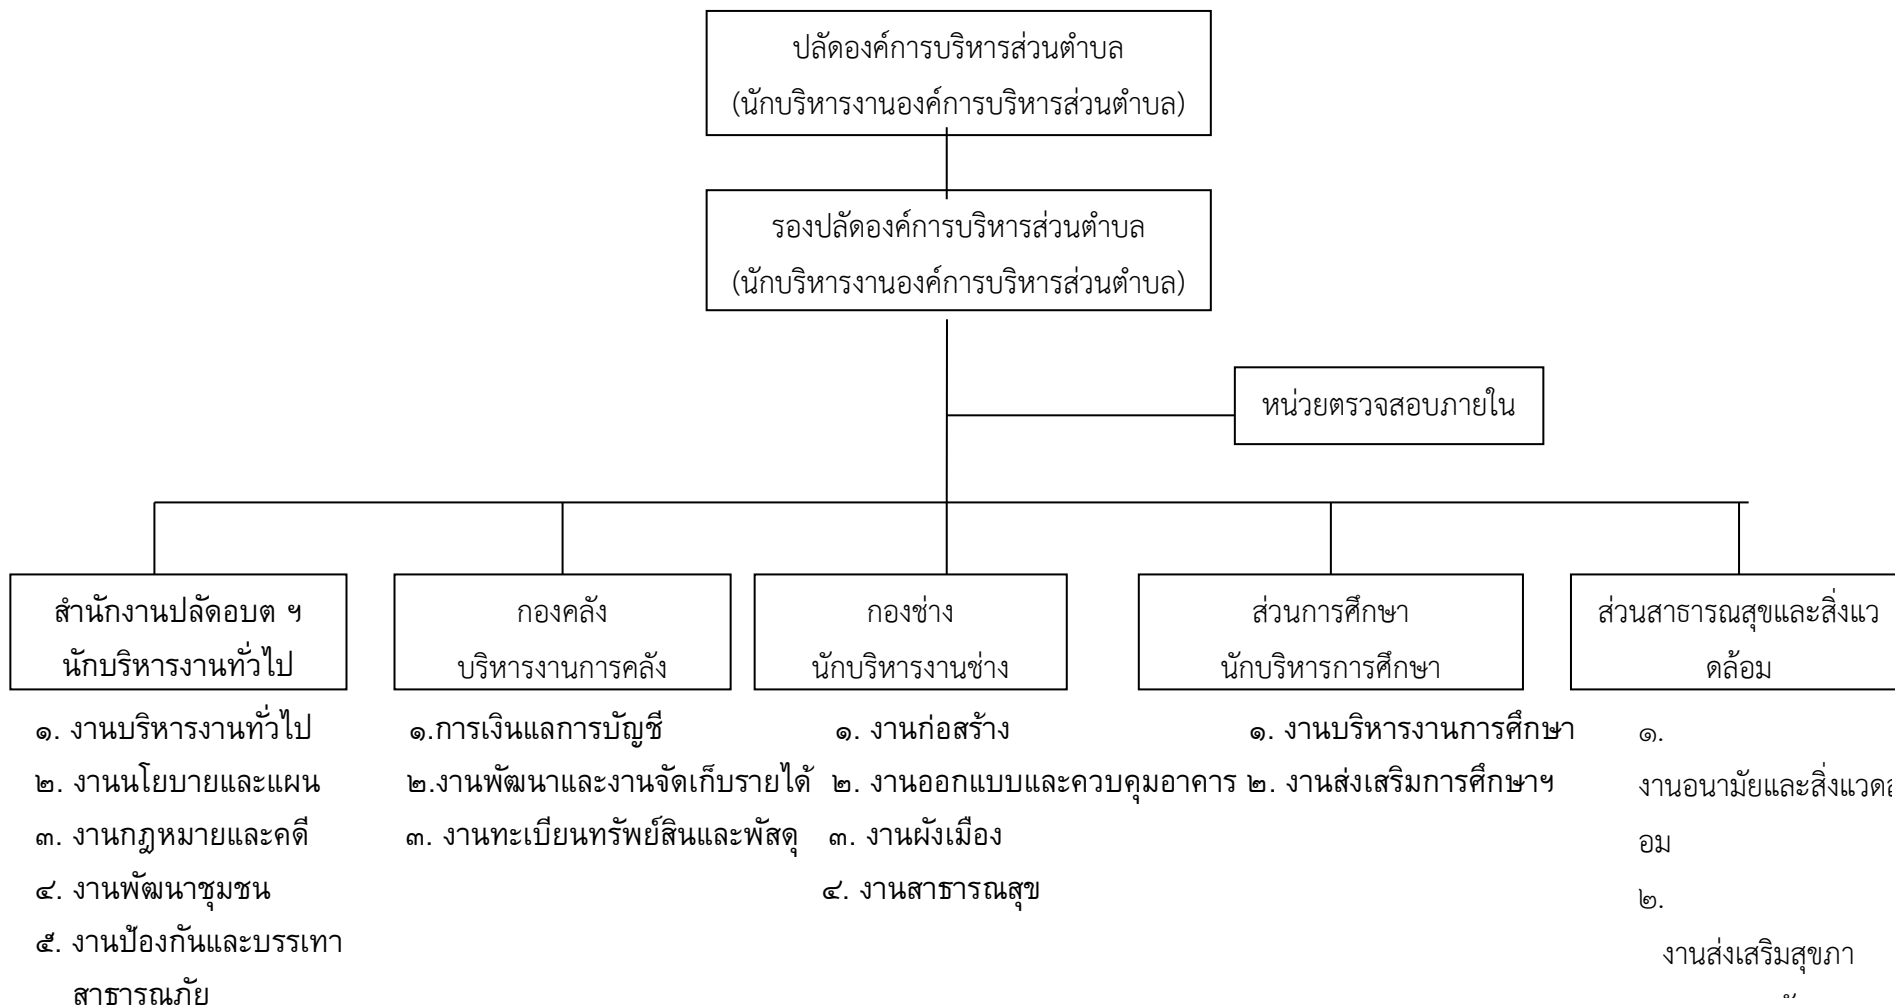 ปลัดองค์การบริหารส่วนตำบล
(นักบริหารงานองค์การบริหารส่วนตำบล)
รองปลัดองค์การบริหารส่วนตำบล
(นักบริหารงานองค์การบริหารส่วนตำบล)
หน่วยตรวจสอบภายใน
สำนักงานปลัดอบต ฯ
นักบริหารงานทั่วไป
กองคลัง
บริหารงานการคลัง
กองช่าง
นักบริหารงานช่าง
ส่วนการศึกษา
นักบริหารการศึกษา
ส่วนสาธารณสุขและสิ่งแว
ดล้อม
๑. งานบริหารงานทั่วไป
๒. งานนโยบายและแผน
๓. งานกฎหมายและคดี
๔. งานพัฒนาชุมชน
๕. งานป้องกันและบรรเทา
สาธารณภัย
๑.การเงินแลการบัญชี
๒.งานพัฒนาและงานจัดเก็บรายได้
๓. งานทะเบียนทรัพย์สินและพัสดุ
๑. งานก่อสร้าง
๒. งานออกแบบและควบคุมอาคาร
๓. งานผังเมือง
๔. งานสาธารณสุข
๑. งานบริหารงานการศึกษา
๒. งานส่งเสริมการศึกษาฯ
๑.
งานอนามัยและสิ่งแวด
อม
๒.
งานส่งเสริมสุขภา